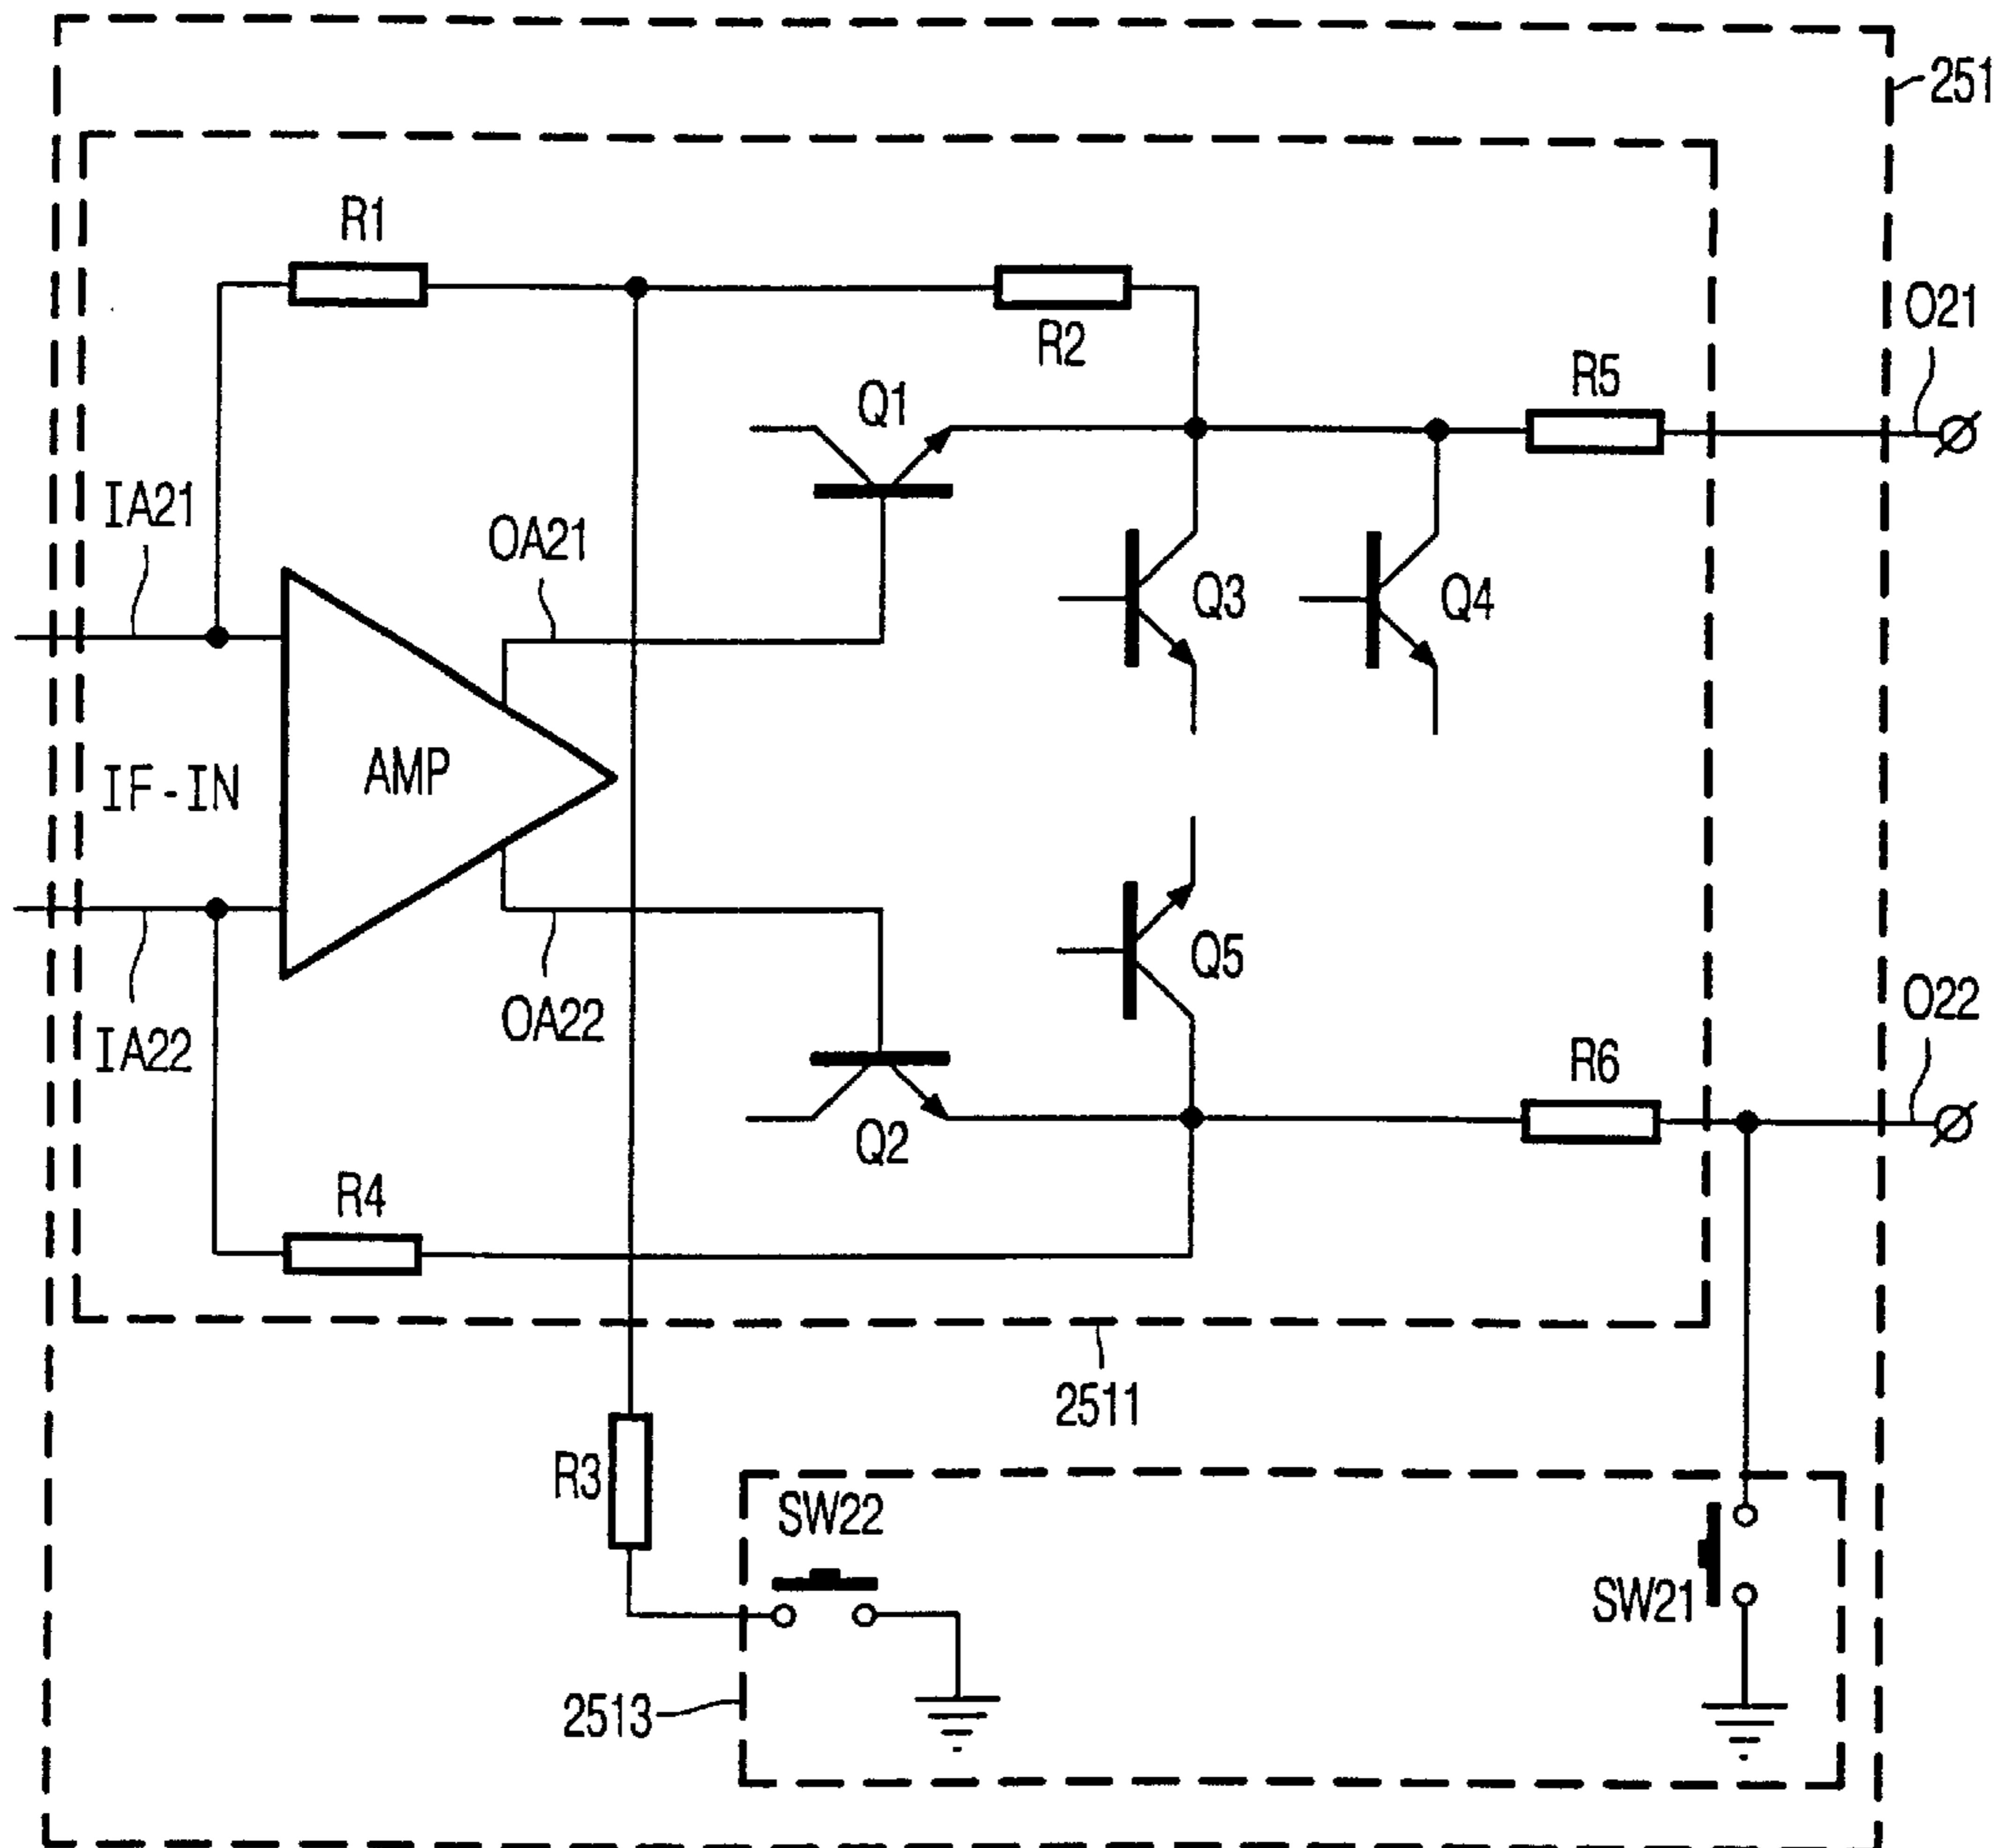 251
R1
R2
O21
Q1
R5
IA21
OA21
Q3
Q4
AMP
IF-IN
Q5
OA22
IA22
O22
R6
Q2
R4
2511
R3
SW22
SW21
2513